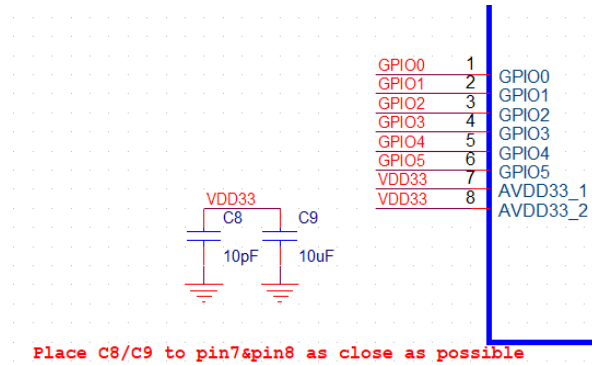 GPIO0 1 GPIO0
GPIO1 2 GPIO1
GPIO2 3 GPIO2
GPIO3 4 GPIO3
GPIO4 5 GPIO4
GPIO5 6 GPIO5
VDD33 7 AVDD33_1
VDD33 8 AVDD33_2
VDD33
C8 C9
10pF 10uF
Place C8/C9 to pin7&pin8 as close as possible